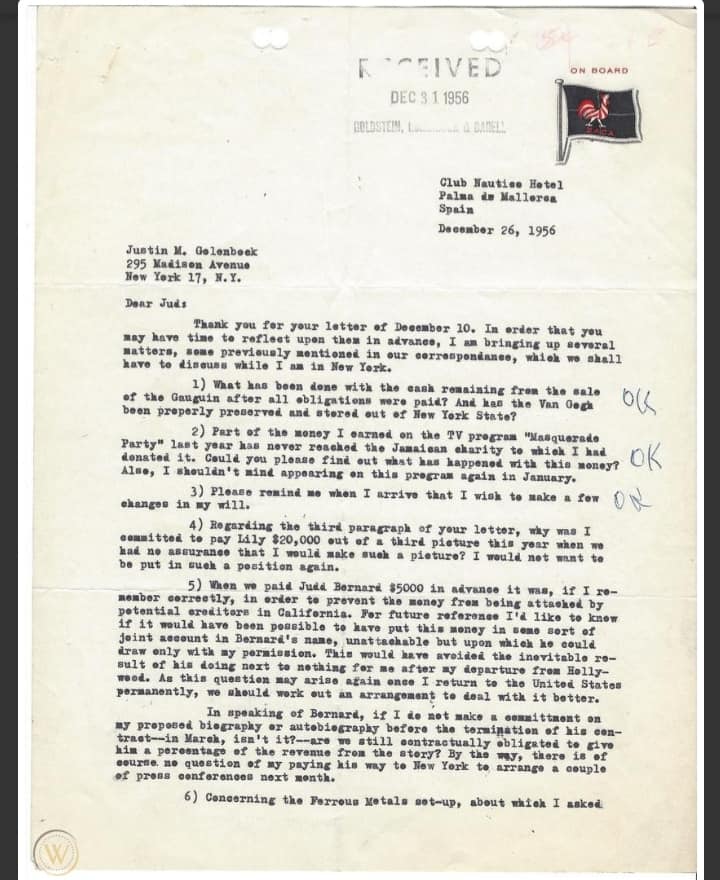 RECEIVED
DEC 31 1956
GOLDSTEIN,
ON BOARD
ZACA
Club Nautico Hotel
Palma de Mallorca
Spain
December 26, 1956
Justin M. Golenbock
295 Madison Avenue
New York 17, N.Y.
Dear Jud:
Thank you for your letter of December 10. In order that you
may have time to reflect upon them in advance, I am bringing up several
matters, some previously mentioned in our correspondance, which we shall
have to discuss while I am in New York.
1) What has been done with the cash remaining from the sale
of the Gauguin after all obligations were paid? And has the Van Gogh
been properly preserved and stored out of New York State?
OK
2) Part of the money I earned on the TV program "Masquerade
Party" last year has never reached the Jamaican charity to which I had
donated it. Could you please find out what has happened with this money?
Also, I shouldn't mind appearing on this program again in January.
OK
3) Please remind me when I arrive that I wish to make a few
changes in my will.
OK
4) Regarding the third paragraph of your letter, why was I
committed to pay Lily $20,000 out of a third picture this year when we
had no assurance that I would make such a picture? I would not want to
be put in such a position again.
5) When we paid Judd Bernard $5000 in advance it was, if I re-
member correctly, in order to prevent the money from being attached by
potential creditors in California. For future reference I'd like to know
if it would have been possible to have put this money in some sort of
joint account in Bernard's name, unattachable but upon which he could
draw only with my permission. This would have avoided the inevitable re-
sult of his doing next to nothing for me after my departure from Holly-
wood. As this question may arise again once I return to the United States
permanently, we should work out an arrangement to deal with it better.
In speaking of Bernard, if I do not make a committment on
my proposed biography or autobiography before the termination of his con-
tract--in March, isn't it?--are we still contractually obligated to give
him a percentage of the revenue from the story? By the way, there is of
course no question of my paying his way to New York to arrange a couple
of press conferences next month.
6) Concerning the Ferrous Metals set-up, about which I asked
W